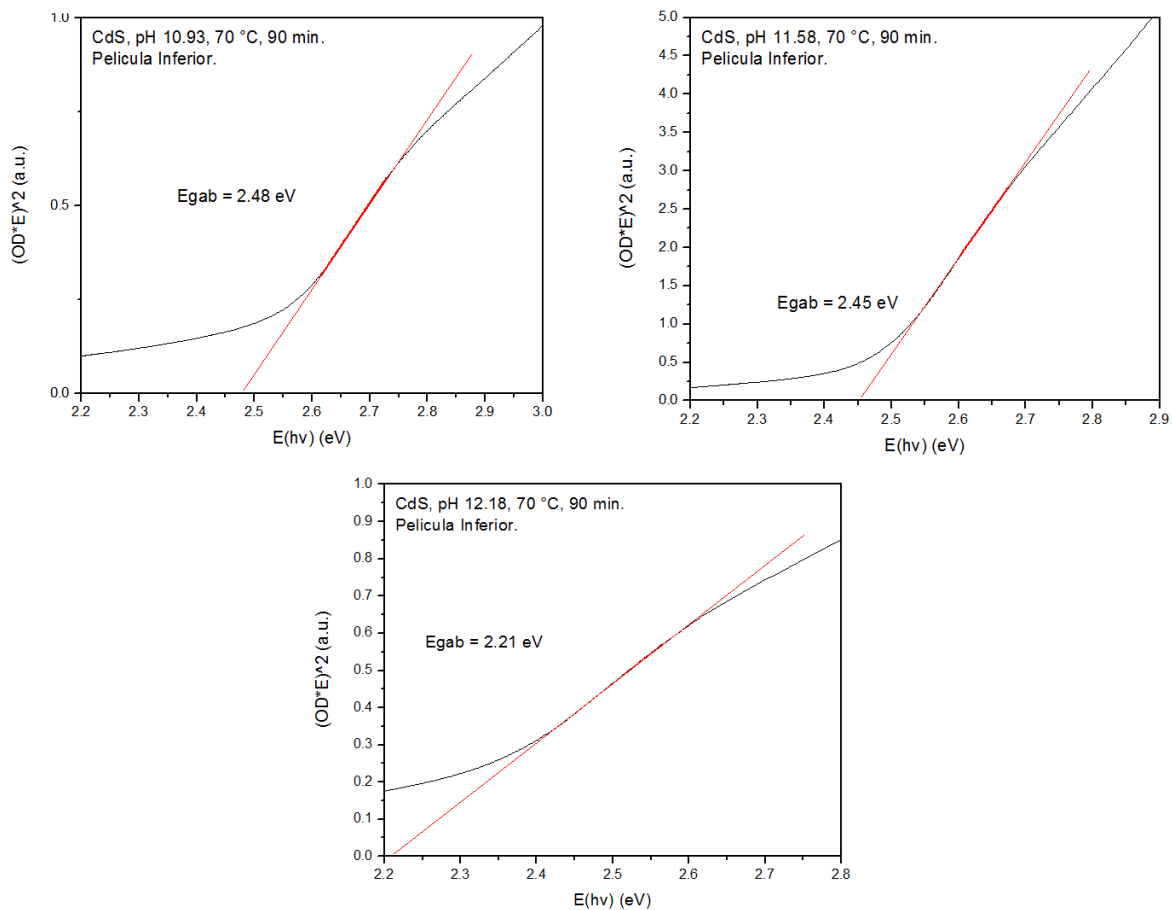 CdS, pH 10.93, 70 °C, 90 min.
Pelicula Inferior.
Egab = 2.48 eV
(OD*E)^2 (a.u.)
1.0
0.5
0.0
2.2 2.3 2.4 2.5 2.6 2.7 2.8 2.9 3.0
E(hv) (eV)
CdS, pH 11.58, 70 °C, 90 min.
Pelicula Inferior.
Egab = 2.45 eV
(OD*E)^2 (a.u.)
5.0
4.5
4.0
3.5
3.0
2.5
2.0
1.5
1.0
0.5
0.0
2.2 2.3 2.4 2.5 2.6 2.7 2.8 2.9
E(hv) (eV)
CdS, pH 12.18, 70 °C, 90 min.
Pelicula Inferior.
Egab = 2.21 eV
(OD*E)^2 (a.u.)
1.0
0.9
0.8
0.7
0.6
0.5
0.4
0.3
0.2
0.1
0.0
2.2 2.3 2.4 2.5 2.6 2.7 2.8
E(hv) (eV)